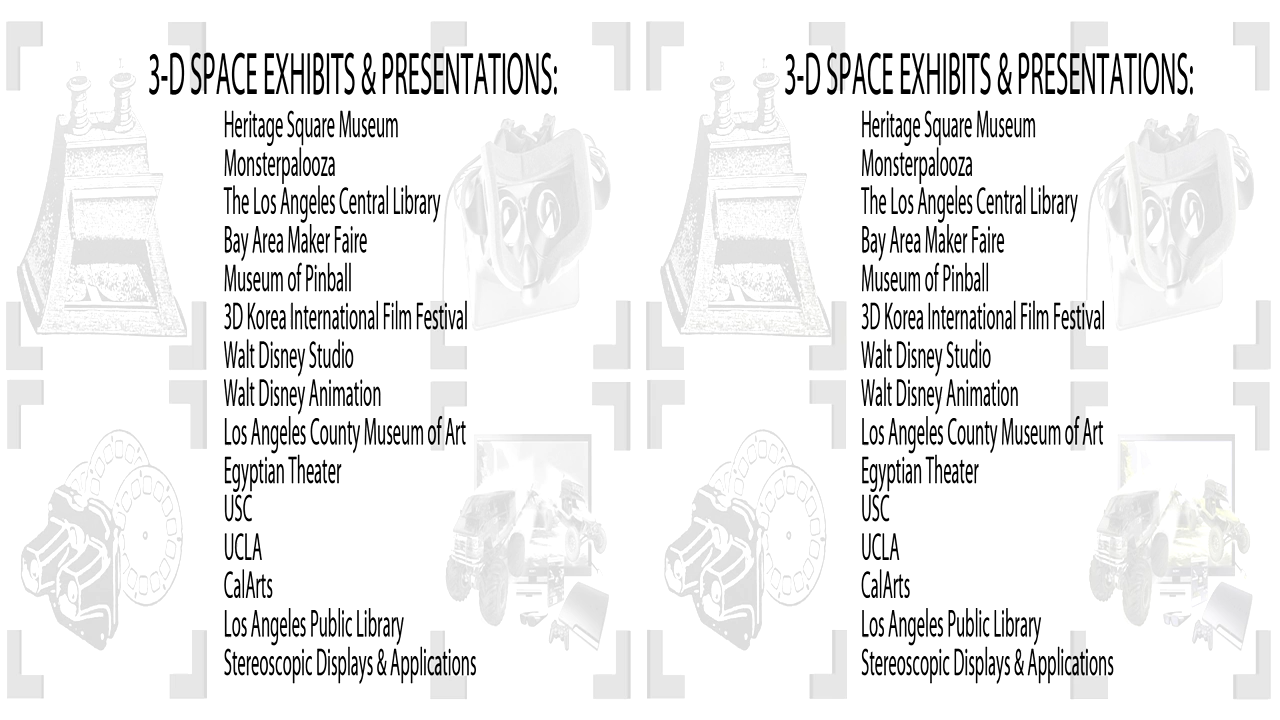 3-D SPACE EXHIBITS & PRESENTATIONS:
Heritage Square Museum
Monsterpalooza
The Los Angeles Central Library
Bay Area Maker Faire
Museum of Pinball
3D Korea International Film Festival
Walt Disney Studio
Walt Disney Animation
Los Angeles County Museum of Art
Egyptian Theater
USC
UCLA
CalArts
Los Angeles Public Library
Stereoscopic Displays & Applications
3-D SPACE EXHIBITS & PRESENTATIONS:
Heritage Square Museum
Monsterpalooza
The Los Angeles Central Library
Bay Area Maker Faire
Museum of Pinball
3D Korea International Film Festival
Walt Disney Studio
Walt Disney Animation
Los Angeles County Museum of Art
Egyptian Theater
USC
UCLA
CalArts
Los Angeles Public Library
Stereoscopic Displays & Applications